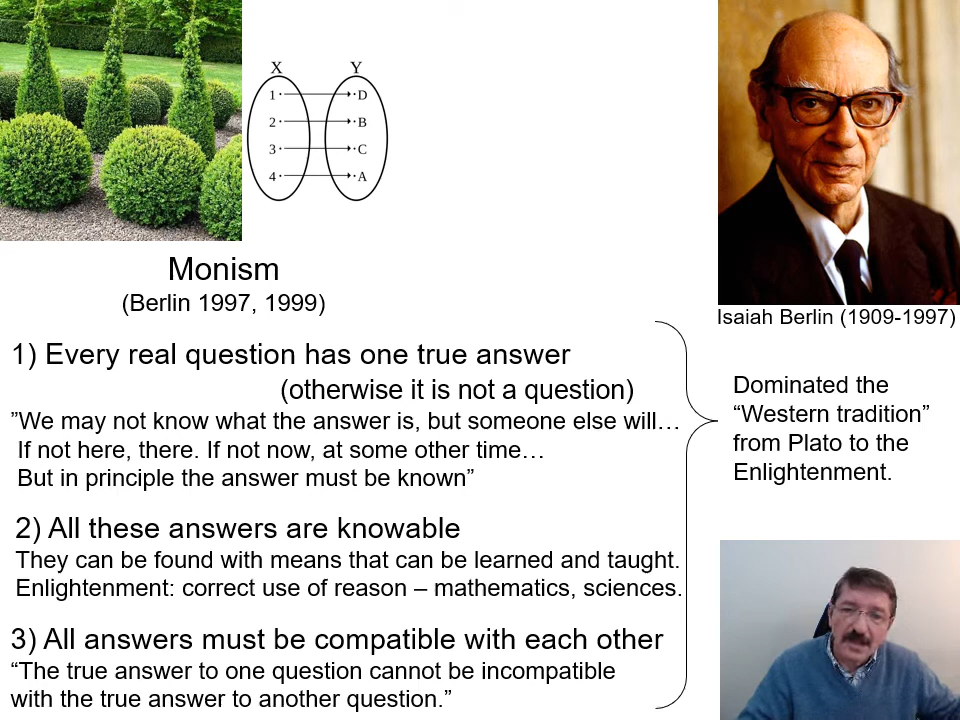 X Y
1 D
2 B
3 C
4 A
Monism
(Berlin 1997, 1999)
Isaiah Berlin (1909-1997)
1) Every real question has one true answer
(otherwise it is not a question)
”We may not know what the answer is, but someone else will…
If not here, there. If not now, at some other time…
But in principle the answer must be known”
2) All these answers are knowable
They can be found with means that can be learned and taught.
Enlightenment: correct use of reason – mathematics, sciences.
3) All answers must be compatible with each other
“The true answer to one question cannot be incompatible
with the true answer to another question.”
Dominated the
“Western tradition”
from Plato to the
Enlightenment.